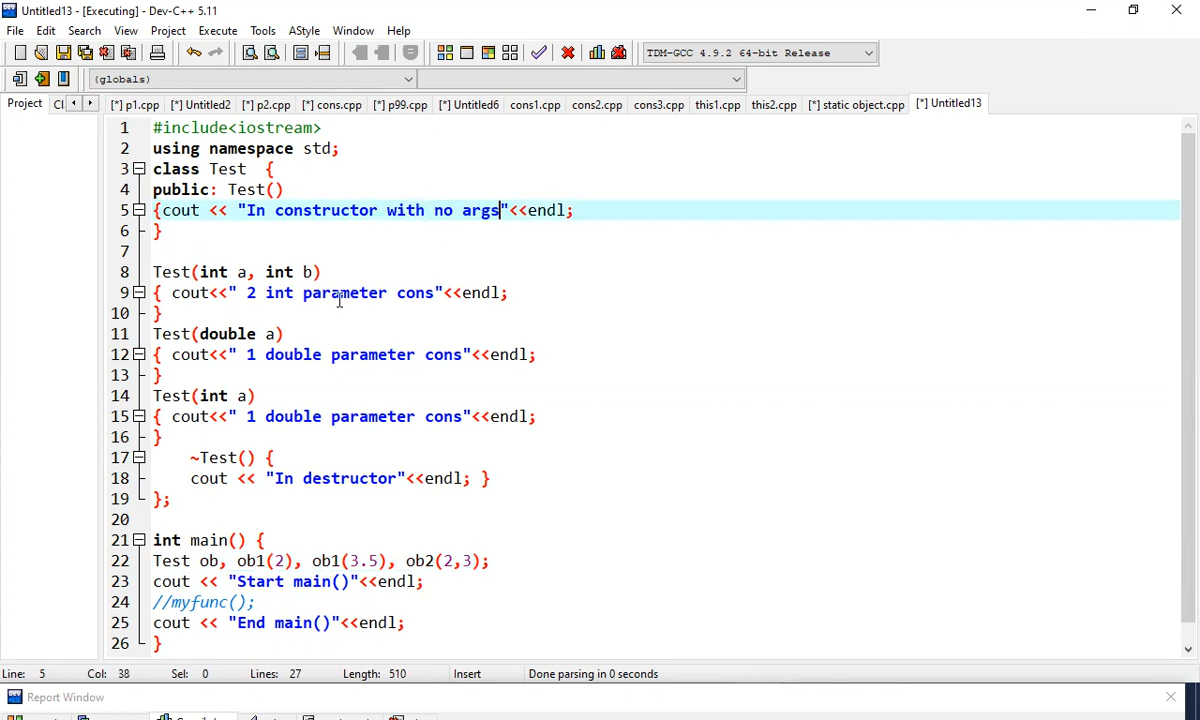 Untitled13 - [Executing] - Dev-C++ 5.11
File Edit Search View Project Execute Tools AStyle Window Help
TDM-GCC 4.9.2 64-bit Release
(globals)
Project Cl [*] p1.cpp [*] Untitled2 [*] p2.cpp [*] cons.cpp [*] p99.cpp [*] Untitled6 cons1.cpp cons2.cpp cons3.cpp this1.cpp this2.cpp [*] static object.cpp [*] Untitled13
1 #include<iostream>
2 using namespace std;
3 class Test {
4 public: Test()
5 {cout << "In constructor with no args"<<endl;
6 }
7
8 Test(int a, int b)
9 { cout<<" 2 int parameter cons"<<endl;
10 }
11 Test(double a)
12 { cout<<" 1 double parameter cons"<<endl;
13 }
14 Test(int a)
15 { cout<<" 1 double parameter cons"<<endl;
16 }
17 ~Test() {
18 cout << "In destructor"<<endl; }
19 };
20
21 int main() {
22 Test ob, ob1(2), ob1(3.5), ob2(2,3);
23 cout << "Start main()"<<endl;
24 //myfunc();
25 cout << "End main()"<<endl;
26 }
Line: 5 Col: 38 Sel: 0 Lines: 27 Length: 510 Insert Done parsing in 0 seconds
Report Window